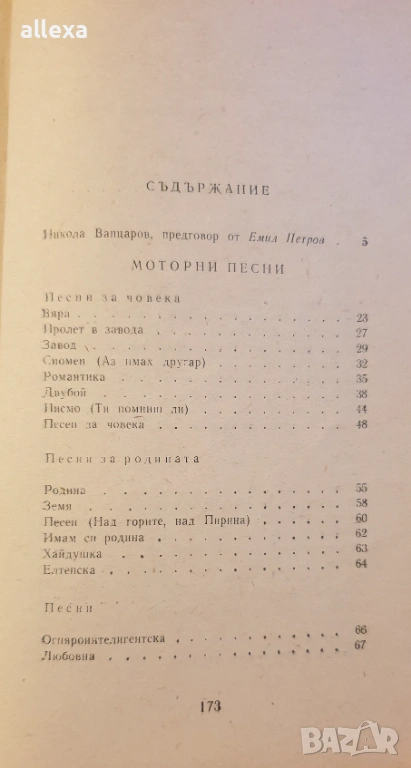 allexa
СЪДЪРЖАНИЕ
Никола Вапцаров, предговор от Емил Петров . 5
МОТОРНИ ПЕСНИ
Песни за човека
Вяра 23
Пролет в завода 27
Завод 29
Спомен (Аз имах другар) 32
Романтика 35
Двубой 38
Писмо (Ти помниш ли) 44
Песен за човека 48
Песни за родината
Родина 55
Земя 58
Песен (Над горите, над Пирина) 60
Имам си родина 62
Хайдушка 63
Елтепска 64
Песни
Огняроинтелигентска 66
Любовна 67
173
BAZAR